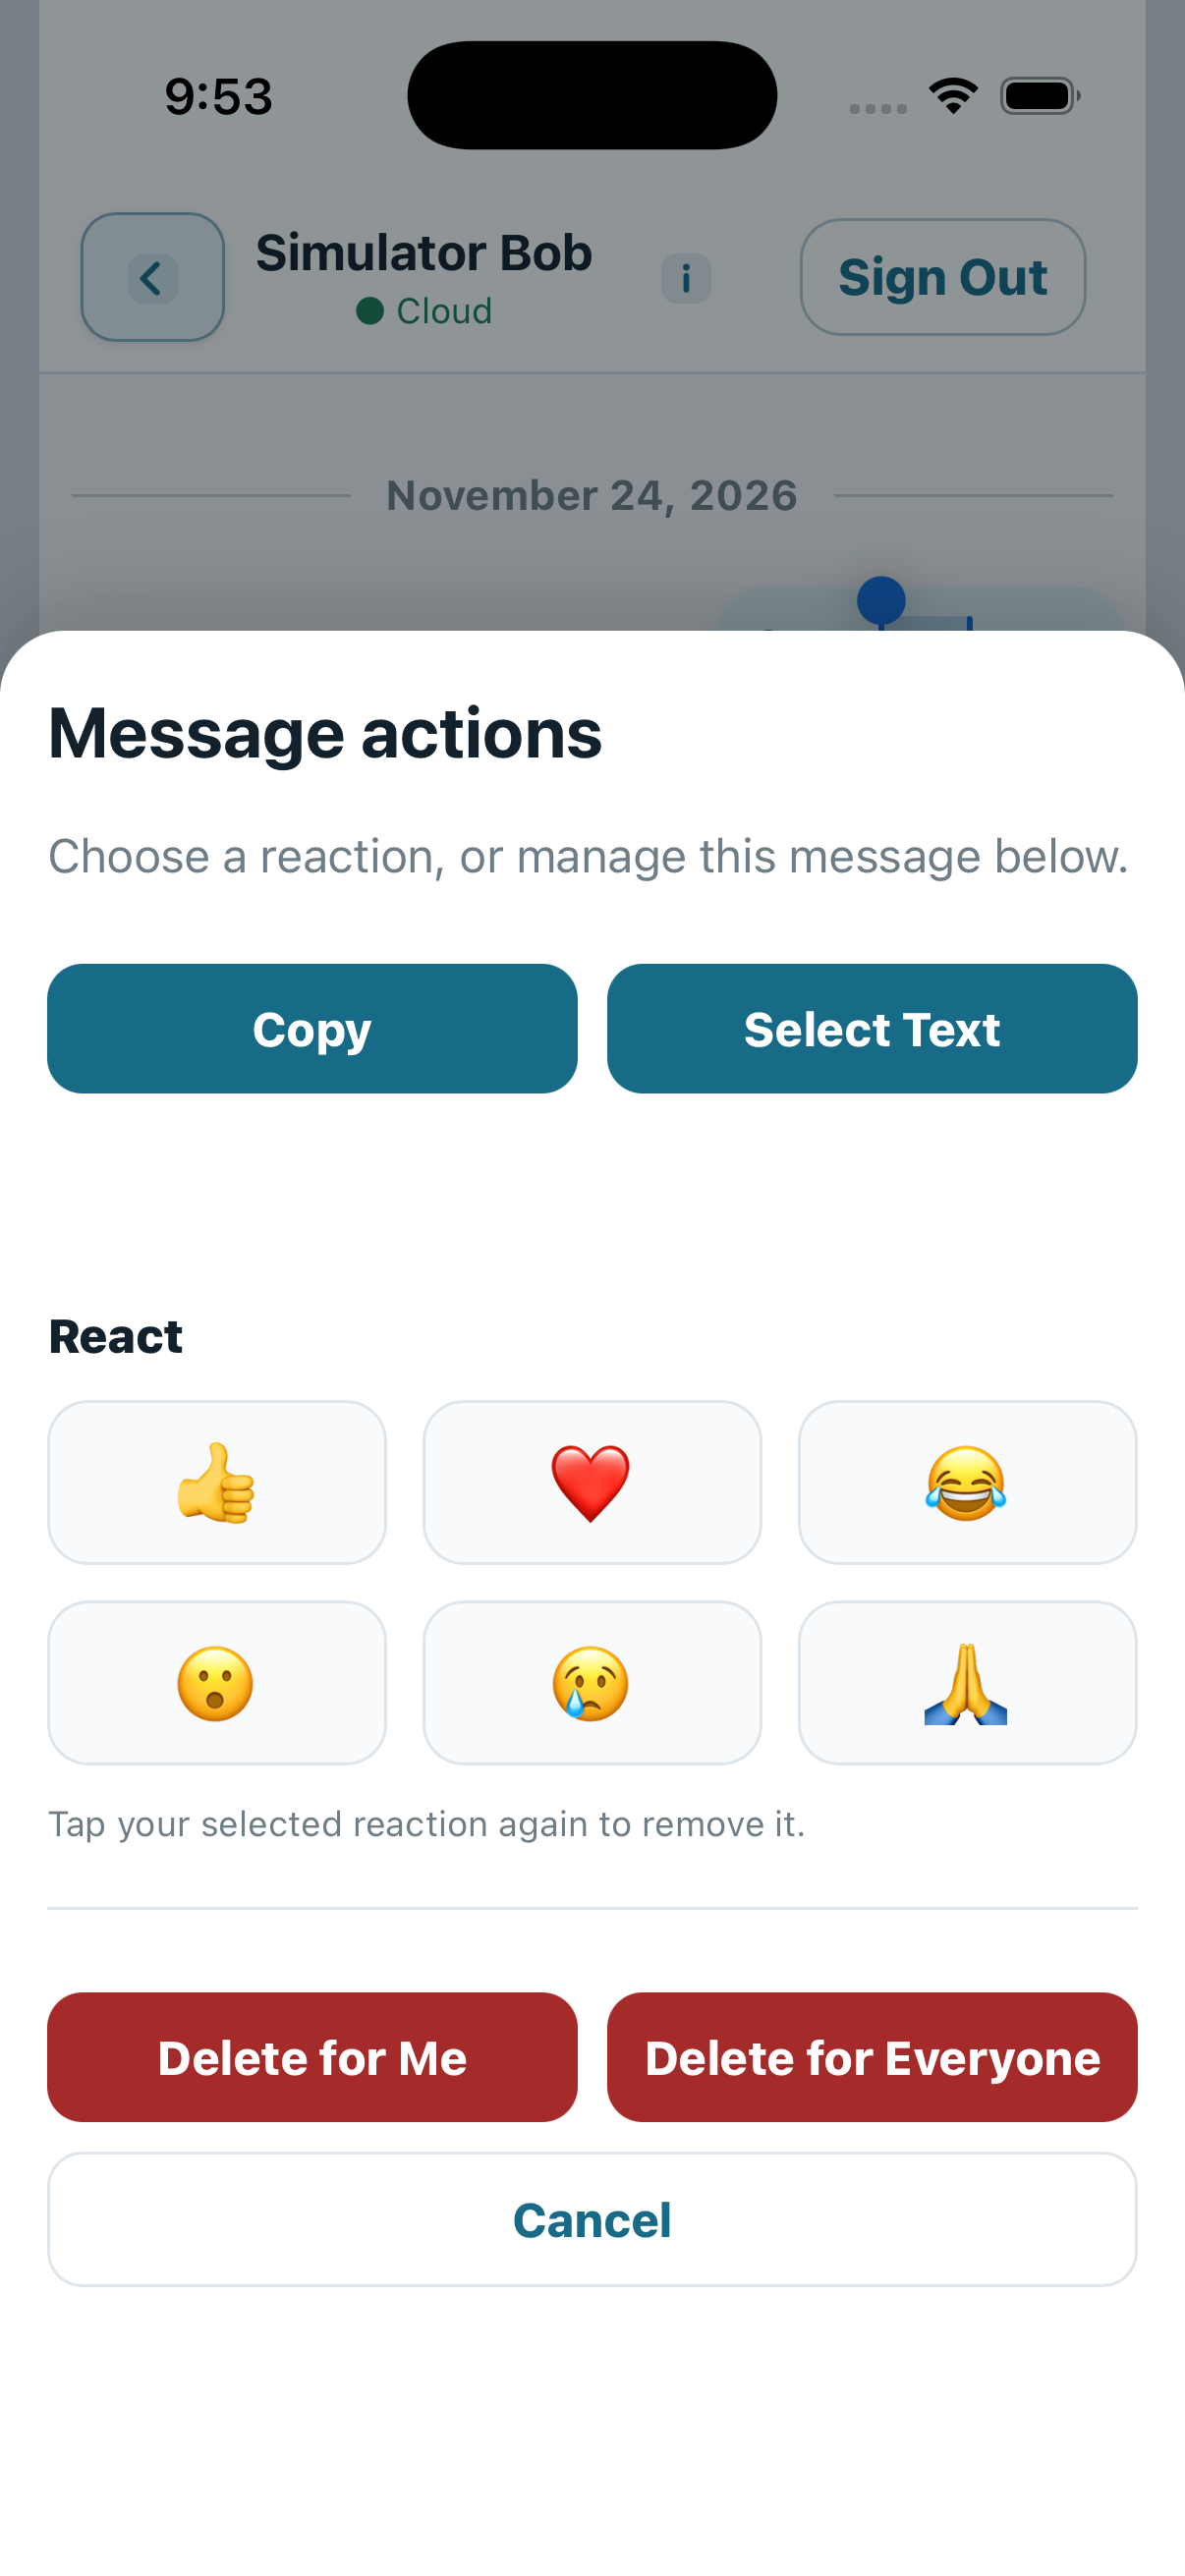 9:53
Simulator Bob
Cloud
Sign Out
November 24, 2026
Message actions
Choose a reaction, or manage this message below.
Copy
Select Text
React
Tap your selected reaction again to remove it.
Delete for Me
Delete for Everyone
Cancel